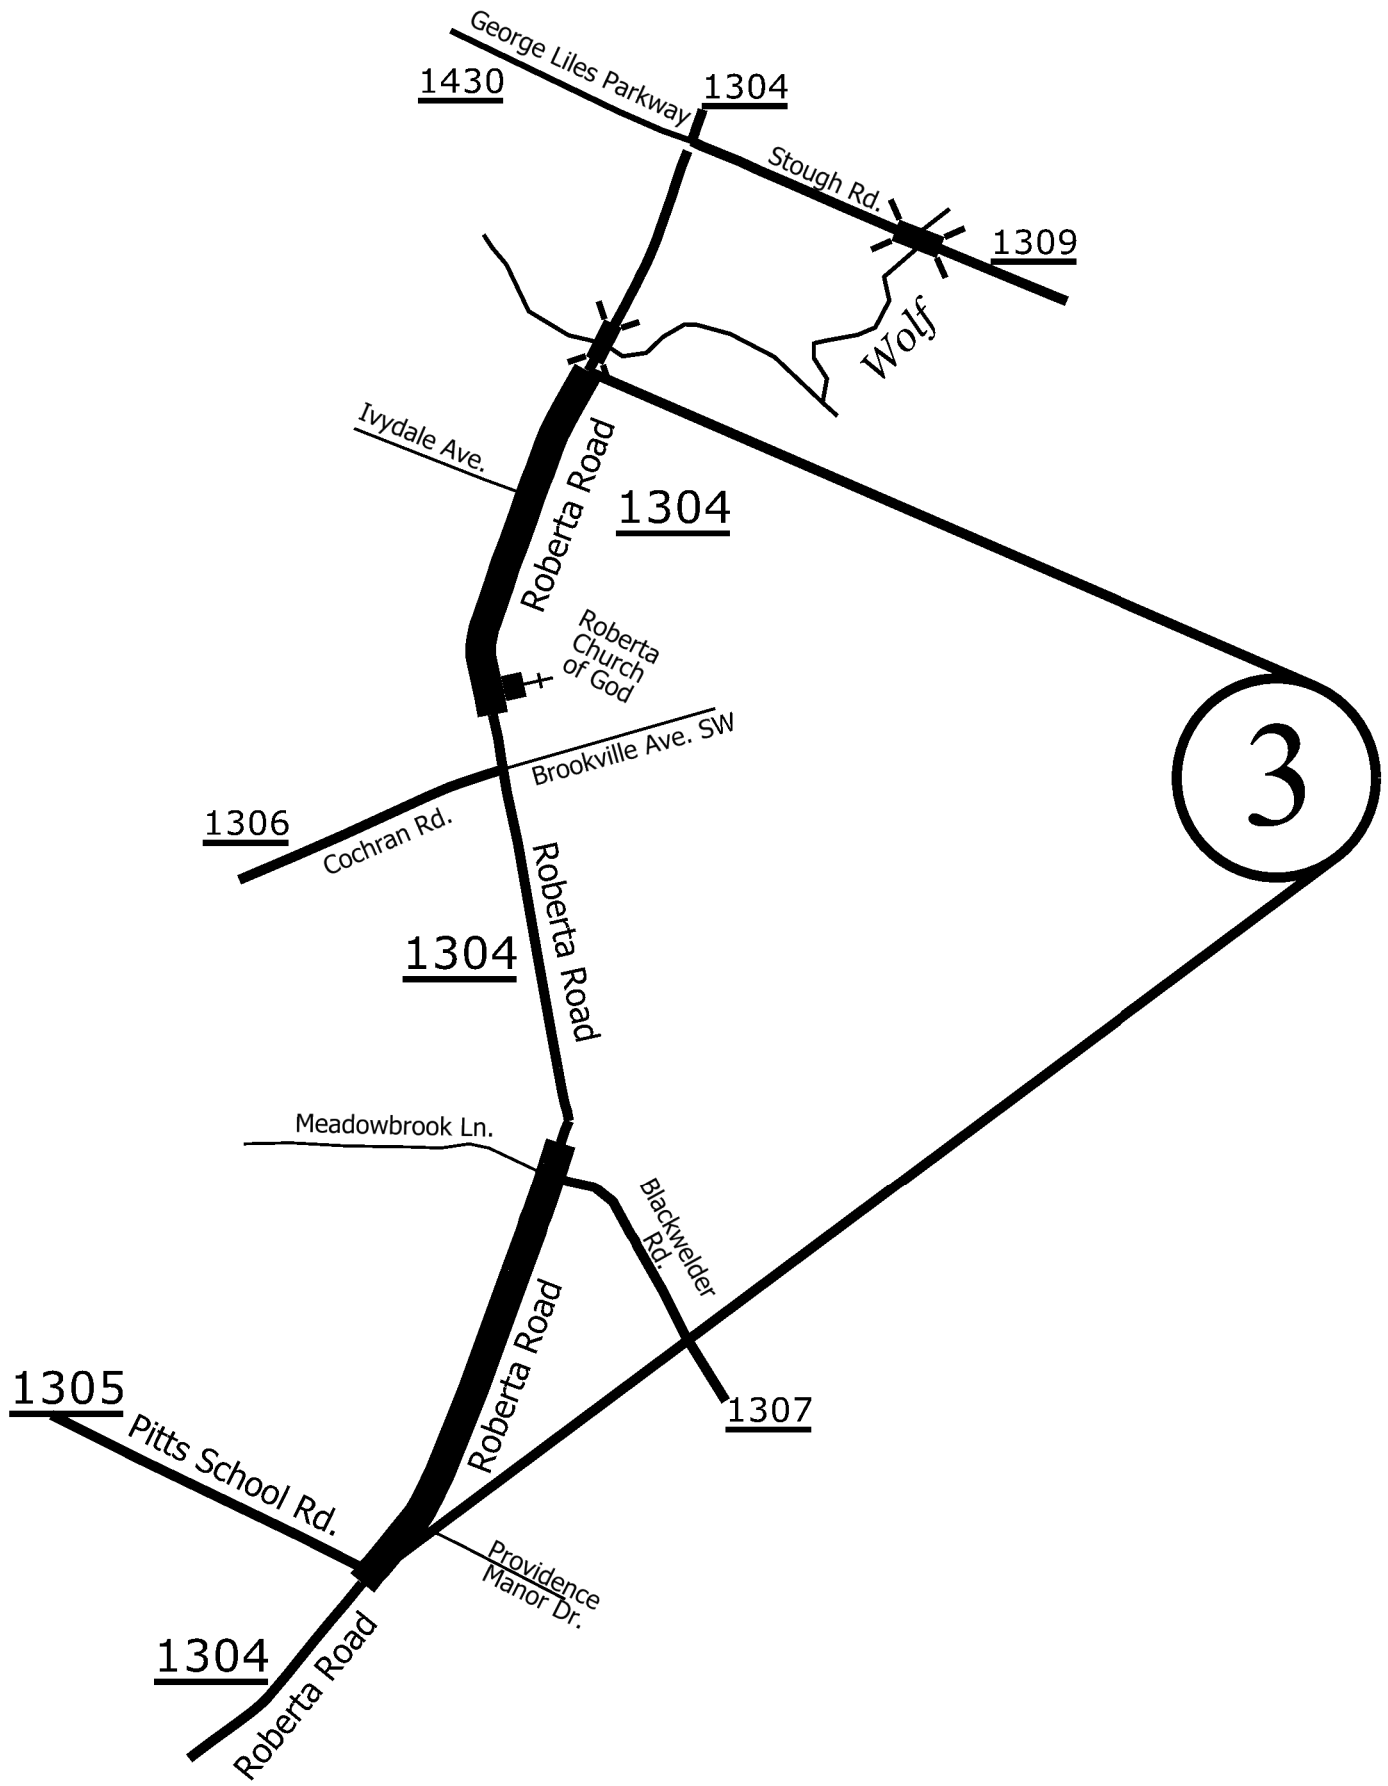 George Liles Parkway
1430
1304
Stough Rd.
1309
Wolf
Ivydale Ave.
Roberta Road
1304
Roberta
Church
of God
Brookville Ave. SW
3
1306
Cochran Rd.
Roberta Road
1304
Meadowbrook Ln.
Blackwelder
Rd.
Roberta Road
1305
Pitts School Rd.
1307
Providence
Manor Dr.
1304
Roberta Road